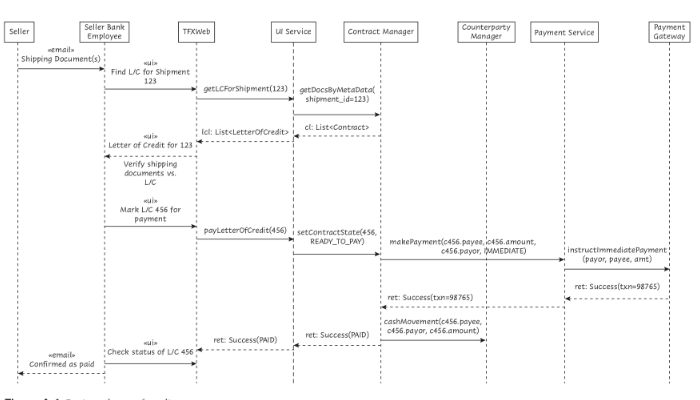 Seller
Seller Bank
Employee
TFXWeb
UI Service
Contract Manager
Counterparty
Manager
Payment Service
Payment
Gateway
«email»
Shipping Document(s)
«ui»
Find L/C for Shipment
123
getLCForShipment(123)
getDocsByMetaData(
shipment_id=123)
cl: List<Contract>
lcl: List<LetterOfCredit>
«ui»
Letter of Credit for 123
Verify shipping
documents vs.
L/C
«ui»
Mark L/C 456 for
payment
payLetterOfCredit(456)
setContractState(456,
READY_TO_PAY)
makePayment(c456.payee, c456.amount,
c456.payor, IMMEDIATE)
instructImmediatePayment
(payor, payee, amt)
ret: Success(txn=98765)
ret: Success(txn=98765)
cashMovement(c456.payee,
c456.payor, c456.amount)
ret: Success(PAID)
ret: Success(PAID)
«ui»
Check status of L/C 456
«email»
Confirmed as paid